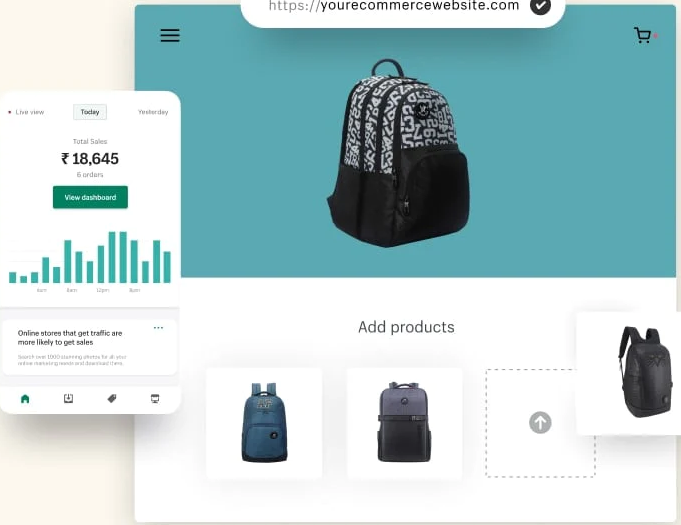 https://yourecommercewebsite.com
Live view
Today
Yesterday
Total Sales
₹ 18,645
6 orders
View dashboard
4am 8am 12pm 8pm
Online stores that get traffic are
more likely to get sales
Search over 1000 stunning photos for all your
online marketing needs and download them.
Add products